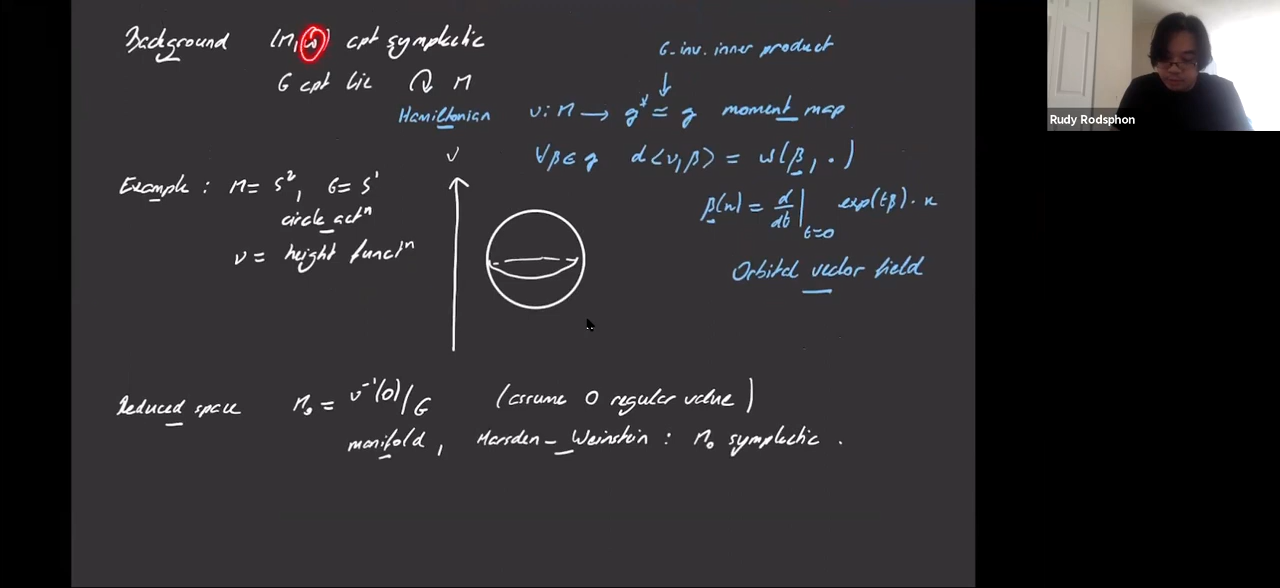 Background (M, ω) cpt symplectic
G cpt Lie ↻ M
G-inv. inner product
↓
Hamiltonian ν: M → g* ≃ g moment map
∀β∈g d<ν,β> = ω(β, ·)
β(x) = d/dt|t=0 exp(tβ)·x
Orbital vector field
ν
Example : M = S², G = S¹
circle actⁿ
ν = height functⁿ
Reduced space M₀ = ν⁻¹(0)/G (assume 0 regular value)
manifold, Marsden-Weinstein : M₀ symplectic.
Rudy Rodsphon